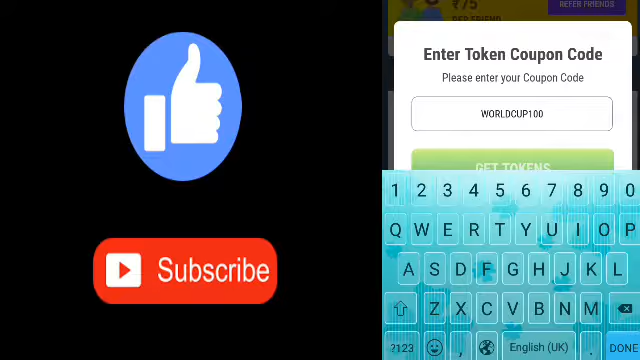 Subscribe
₹75
PER FRIEND
REFER FRIENDS
Enter Token Coupon Code
Please enter your Coupon Code
WORLDCUP100
GET TOKENS
1 2 3 4 5 6 7 8 9 0
Q W E R T Y U I O P
A S D F G H J K L
Z X C V B N M
?123 English (UK) . DONE